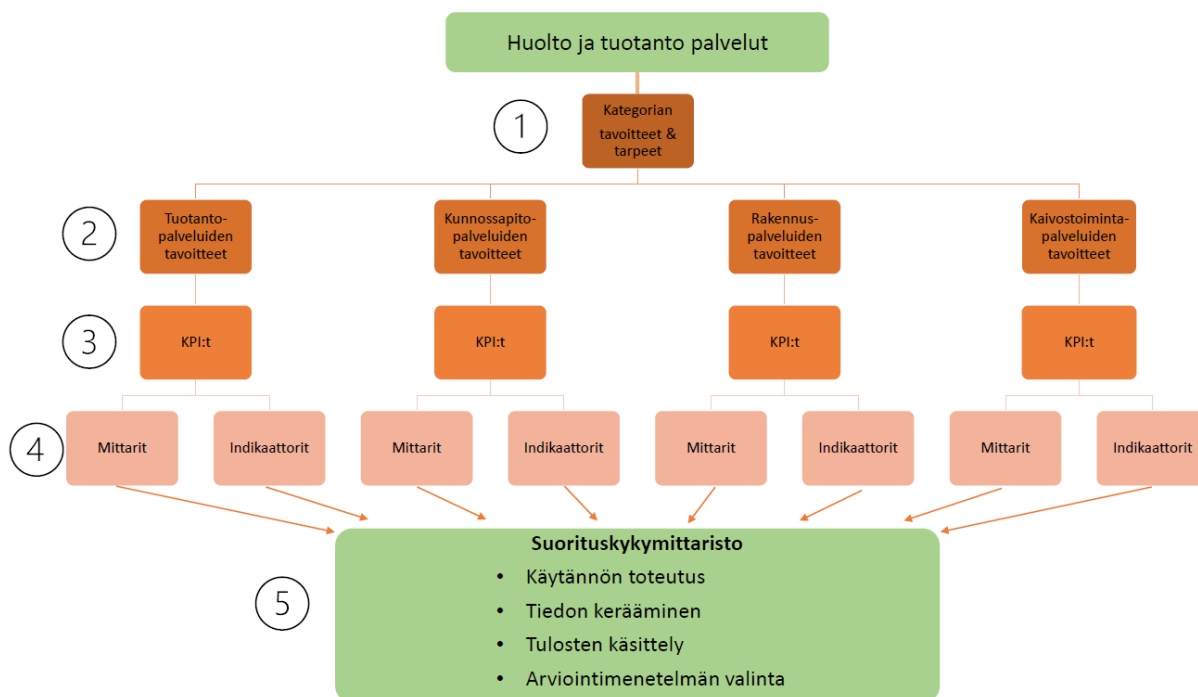 Huolto ja tuotanto palvelut
1
Kategorian
tavoitteet &
tarpeet
2
Tuotanto-
palveluiden
tavoitteet
Kunnossapito-
palveluiden
tavoitteet
Rakennus-
palveluiden
tavoitteet
Kaivostoiminta-
palveluiden
tavoitteet
3
KPI:t
KPI:t
KPI:t
KPI:t
4
Mittarit
Indikaattorit
Mittarit
Indikaattorit
Mittarit
Indikaattorit
Mittarit
Indikaattorit
5
Suorituskykymittaristo
• Käytännön toteutus
• Tiedon kerääminen
• Tulosten käsittely
• Arviointimenetelmän valinta